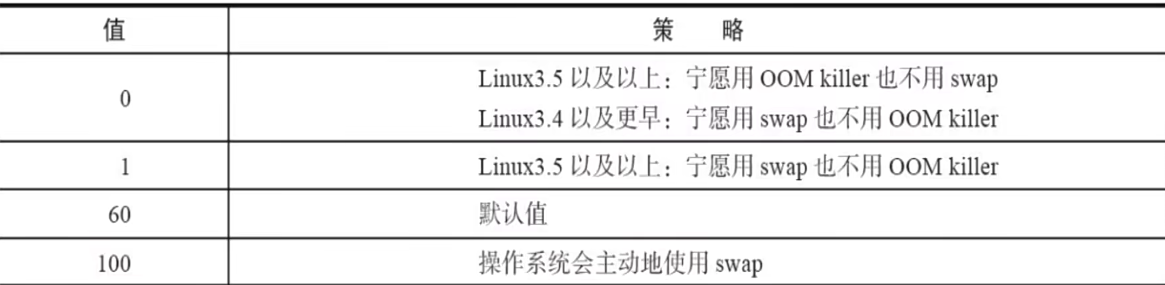 值 策 略
0
Linux3.5 以及以上：宁愿用 OOM killer 也不用 swap
Linux3.4 以及更早：宁愿用 swap 也不用 OOM killer
1 Linux3.5 以及以上：宁愿用 swap 也不用 OOM killer
60 默认值
100 操作系统会主动地使用 swap